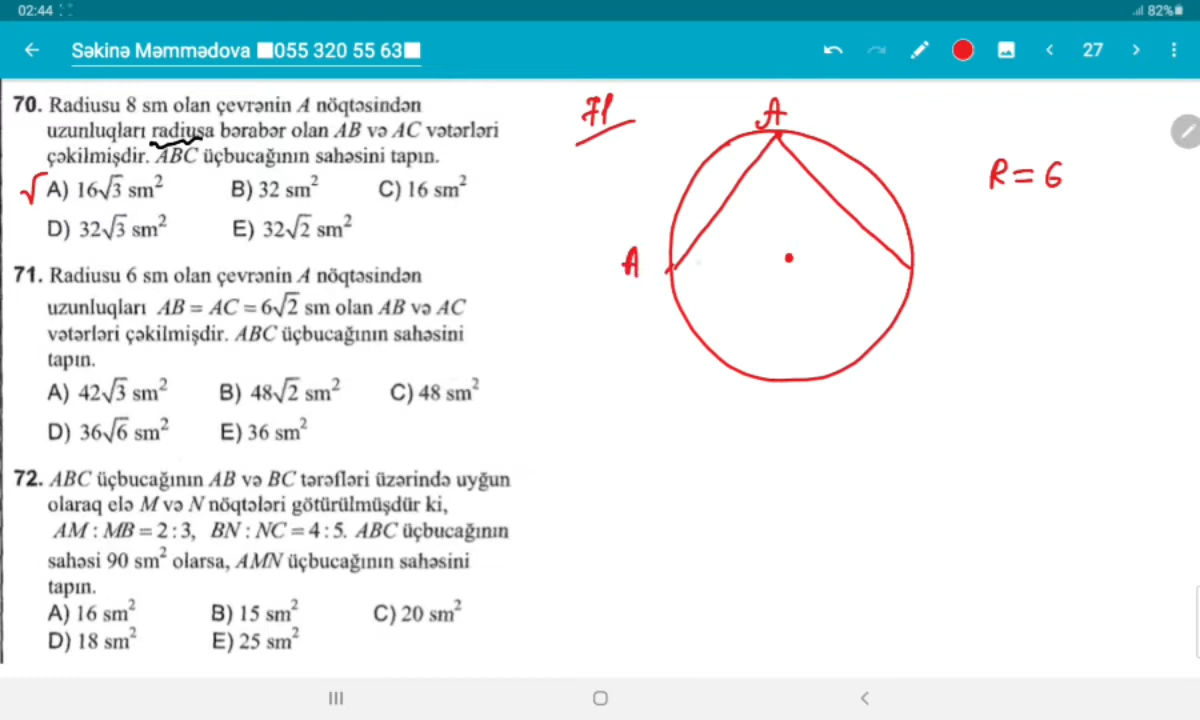 02:44
82%
Səkinə Məmmədova 055 320 55 63
27
70. Radiusu 8 sm olan çevrənin A nöqtəsindən
uzunluqları radiusa bərabər olan AB və AC vətərləri
çəkilmişdir. ABC üçbucağının sahəsini tapın.
√ A) 16√3 sm² B) 32 sm² C) 16 sm²
D) 32√3 sm² E) 32√2 sm²
71. Radiusu 6 sm olan çevrənin A nöqtəsindən
uzunluqları AB = AC = 6√2 sm olan AB və AC
vətərləri çəkilmişdir. ABC üçbucağının sahəsini
tapın.
A) 42√3 sm² B) 48√2 sm² C) 48 sm²
D) 36√6 sm² E) 36 sm²
72. ABC üçbucağının AB və BC tərəfləri üzərində uyğun
olaraq elə M və N nöqtələri götürülmüşdür ki,
AM : MB = 2 : 3, BN : NC = 4 : 5. ABC üçbucağının
sahəsi 90 sm² olarsa, AMN üçbucağının sahəsini
tapın.
A) 16 sm² B) 15 sm² C) 20 sm²
D) 18 sm² E) 25 sm²
71
A
A
R = 6